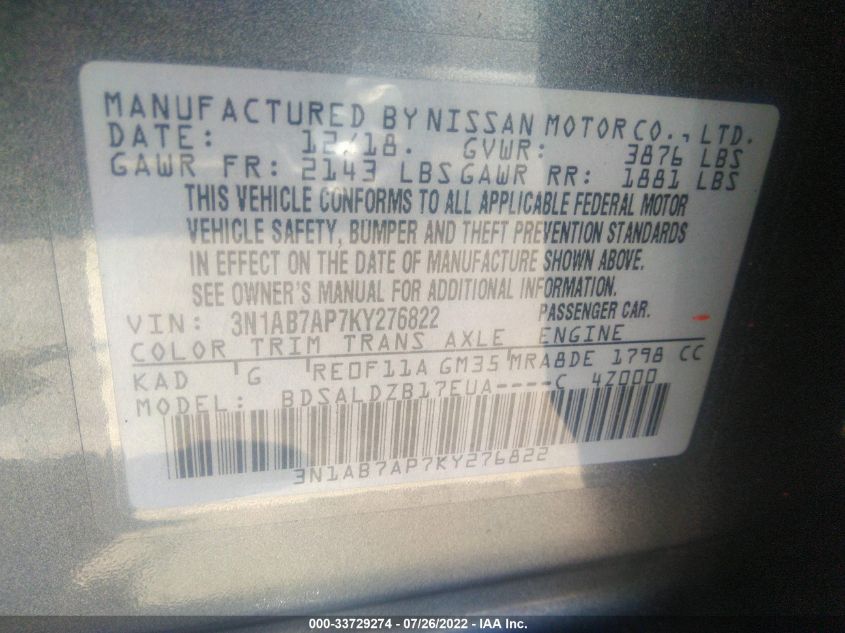 MANUFACTURED BY NISSAN MOTOR CO., LTD.
DATE: 12/18. GVWR: 3876 LBS
GAWR FR: 2143 LBS GAWR RR: 1881 LBS
THIS VEHICLE CONFORMS TO ALL APPLICABLE FEDERAL MOTOR
VEHICLE SAFETY, BUMPER AND THEFT PREVENTION STANDARDS
IN EFFECT ON THE DATE OF MANUFACTURE SHOWN ABOVE.
SEE OWNER'S MANUAL FOR ADDITIONAL INFORMATION.
VIN: 3N1AB7AP7KY276822 PASSENGER CAR.
COLOR TRIM TRANS AXLE ENGINE
KAD G RE0F11A GM35 MRA8DE 1798 CC
MODEL: BDSALDZB17EUA----C 4Z000
3N1AB7AP7KY276822
000-33729274 - 07/26/2022 - IAA Inc.